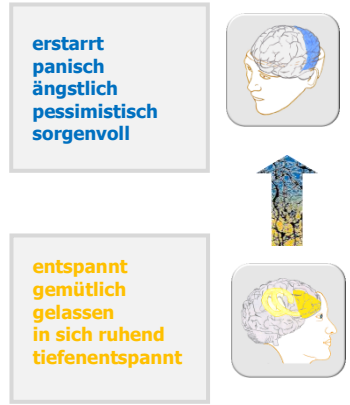 erstarrt
panisch
ängstlich
pessimistisch
sorgenvoll
entspannt
gemütlich
gelassen
in sich ruhend
tiefenentspannt